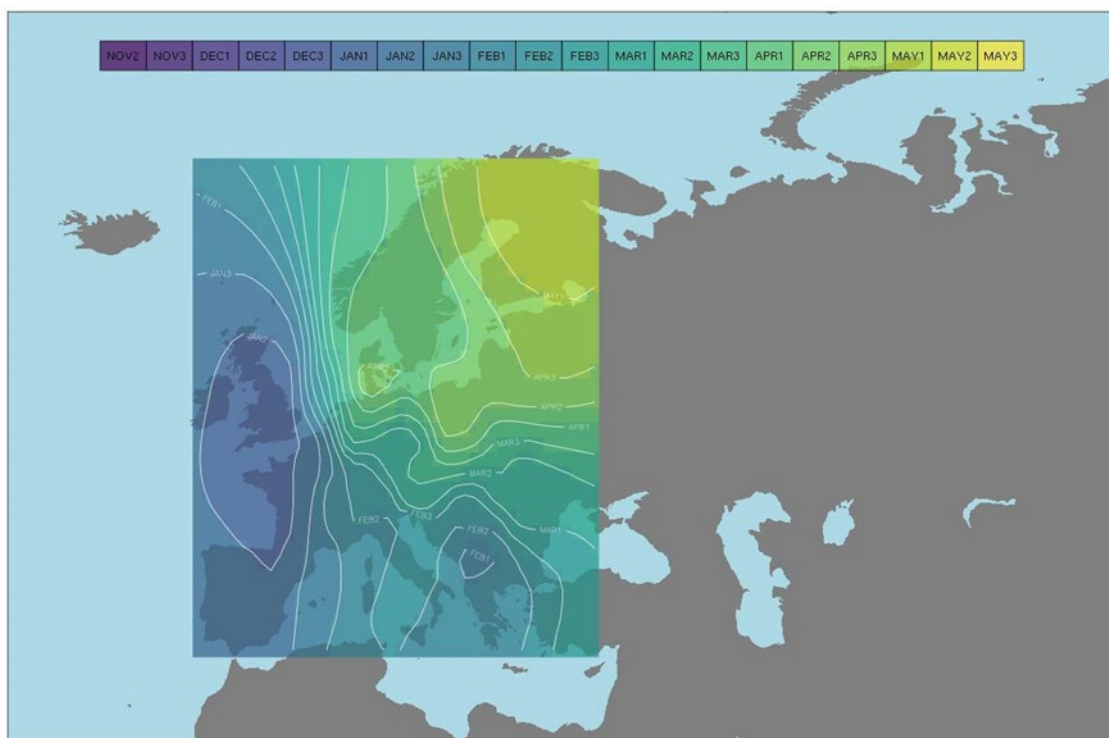 NOV2 NOV3 DEC1 DEC2 DEC3 JAN1 JAN2 JAN3 FEB1 FEB2 FEB3 MAR1 MAR2 MAR3 APR1 APR2 APR3 MAY1 MAY2 MAY3
FEB1
JAN3
MAY1
JAN2
APR3
APR2
APR1
MAR3
MAR2
FEB3
FEB2
FEB2
MAR1
FEB1